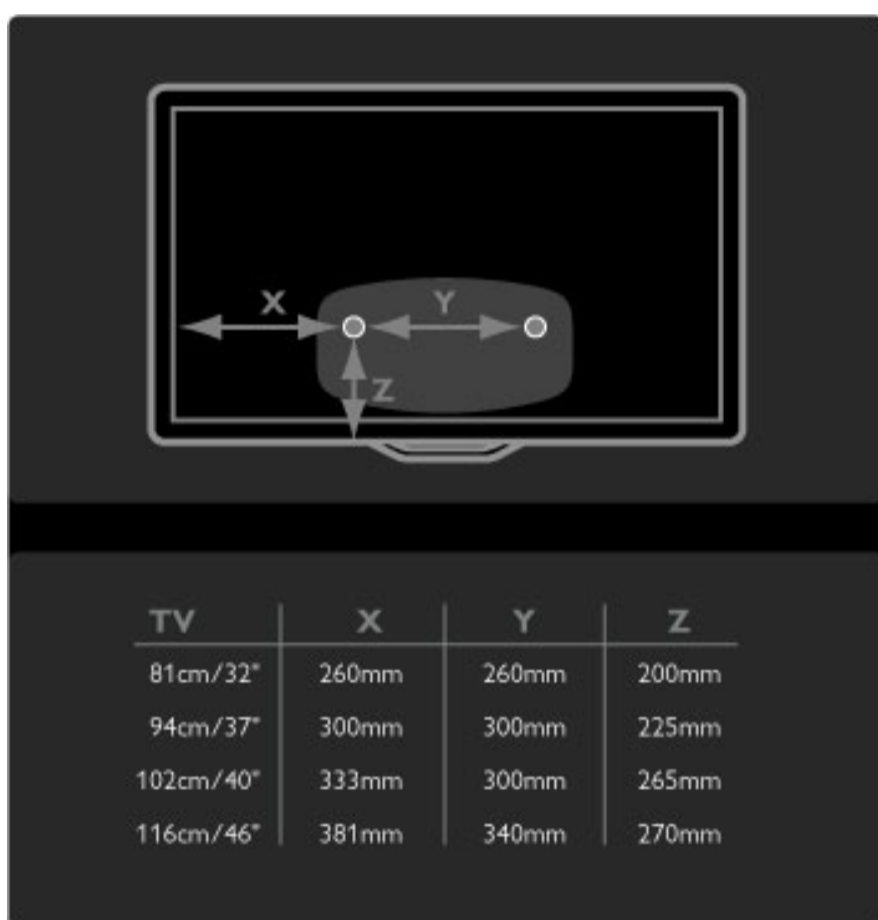 X Y
Z
TV X Y Z
81cm/32" 260mm 260mm 200mm
94cm/37" 300mm 300mm 225mm
102cm/40" 333mm 300mm 265mm
116cm/46" 381mm 340mm 270mm